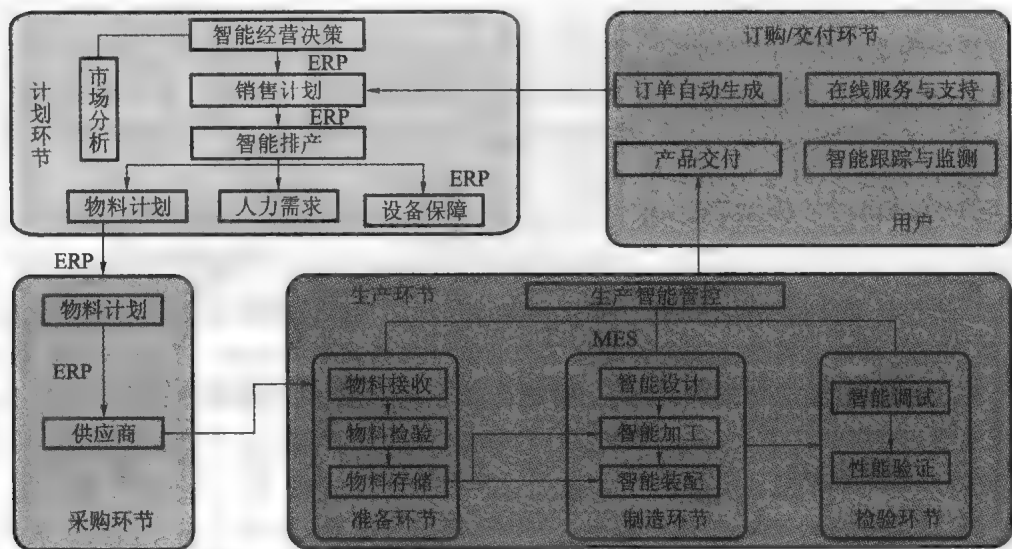 智能经营决策
ERP
市场分析
销售计划
ERP
智能排产
计划环节
ERP
物料计划
人力需求
设备保障
订购/交付环节
订单自动生成
在线服务与支持
产品交付
智能跟踪与监测
用户
ERP
物料计划
ERP
供应商
采购环节
生产环节
生产智能管控
MES
物料接收
物料检验
物料存储
准备环节
智能设计
智能加工
智能装配
制造环节
智能调试
性能验证
检验环节